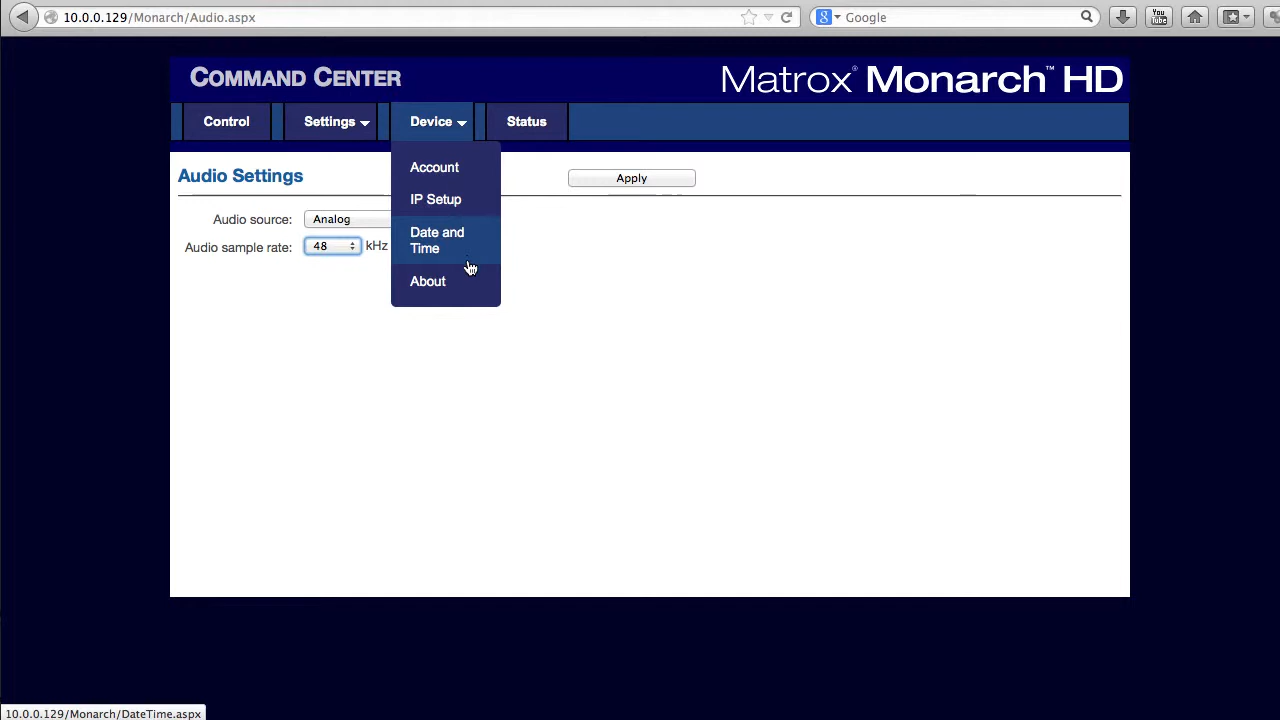 10.0.0.129/Monarch/Audio.aspx
Google
You
Tube
COMMAND CENTER
Matrox® Monarch™ HD
Control
Settings
Device
Status
Account
IP Setup
Date and
Time
About
Audio Settings
Apply
Audio source:
Analog
Audio sample rate:
48
kHz
10.0.0.129/Monarch/DateTime.aspx